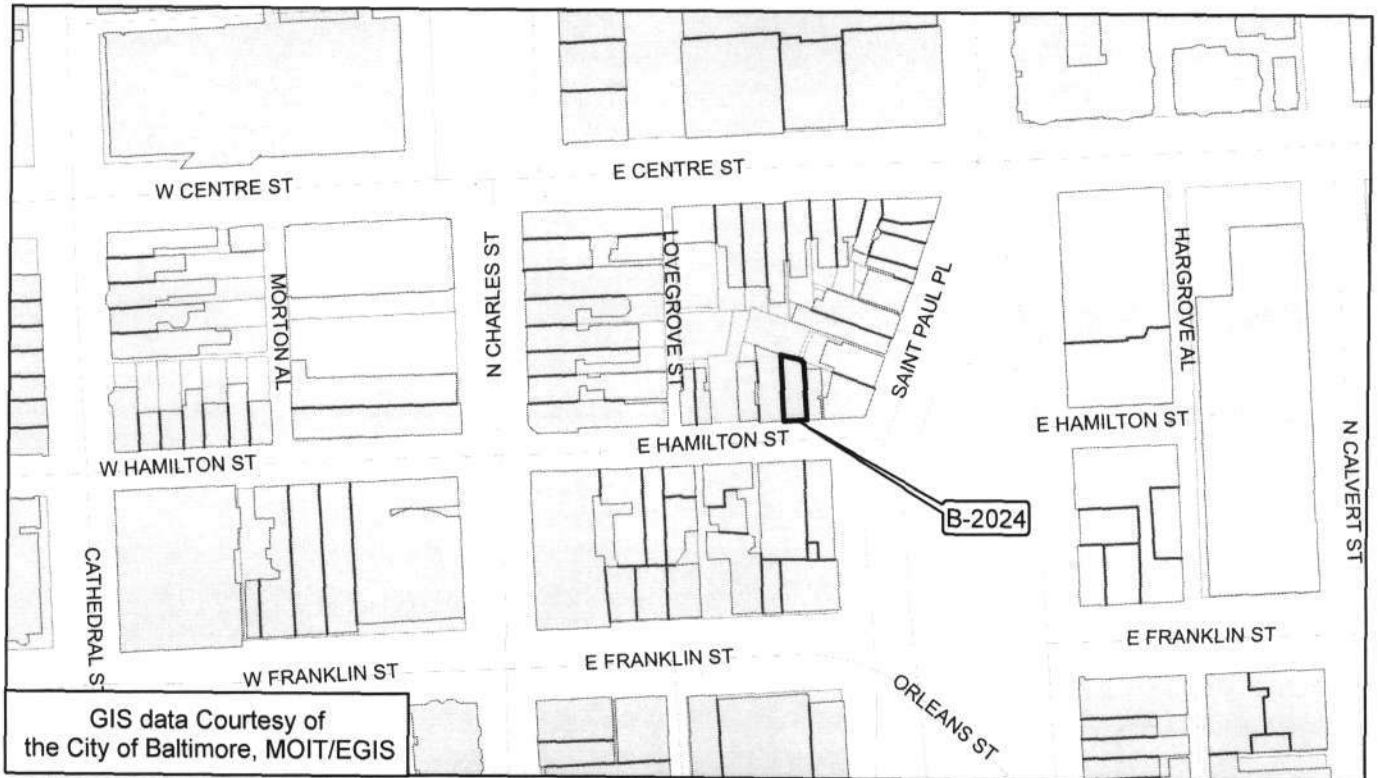 E CENTRE ST
W CENTRE ST
N CHARLES ST
LOVEGROVE ST
MORTON AL
SAINT PAUL PL
HARGROVE AL
E HAMILTON ST
E HAMILTON ST
W HAMILTON ST
N CALVERT ST
B-2024
CATHEDRAL S
E FRANKLIN ST
E FRANKLIN ST
W FRANKLIN ST
ORLEANS ST
GIS data Courtesy of
the City of Baltimore, MOIT/EGIS